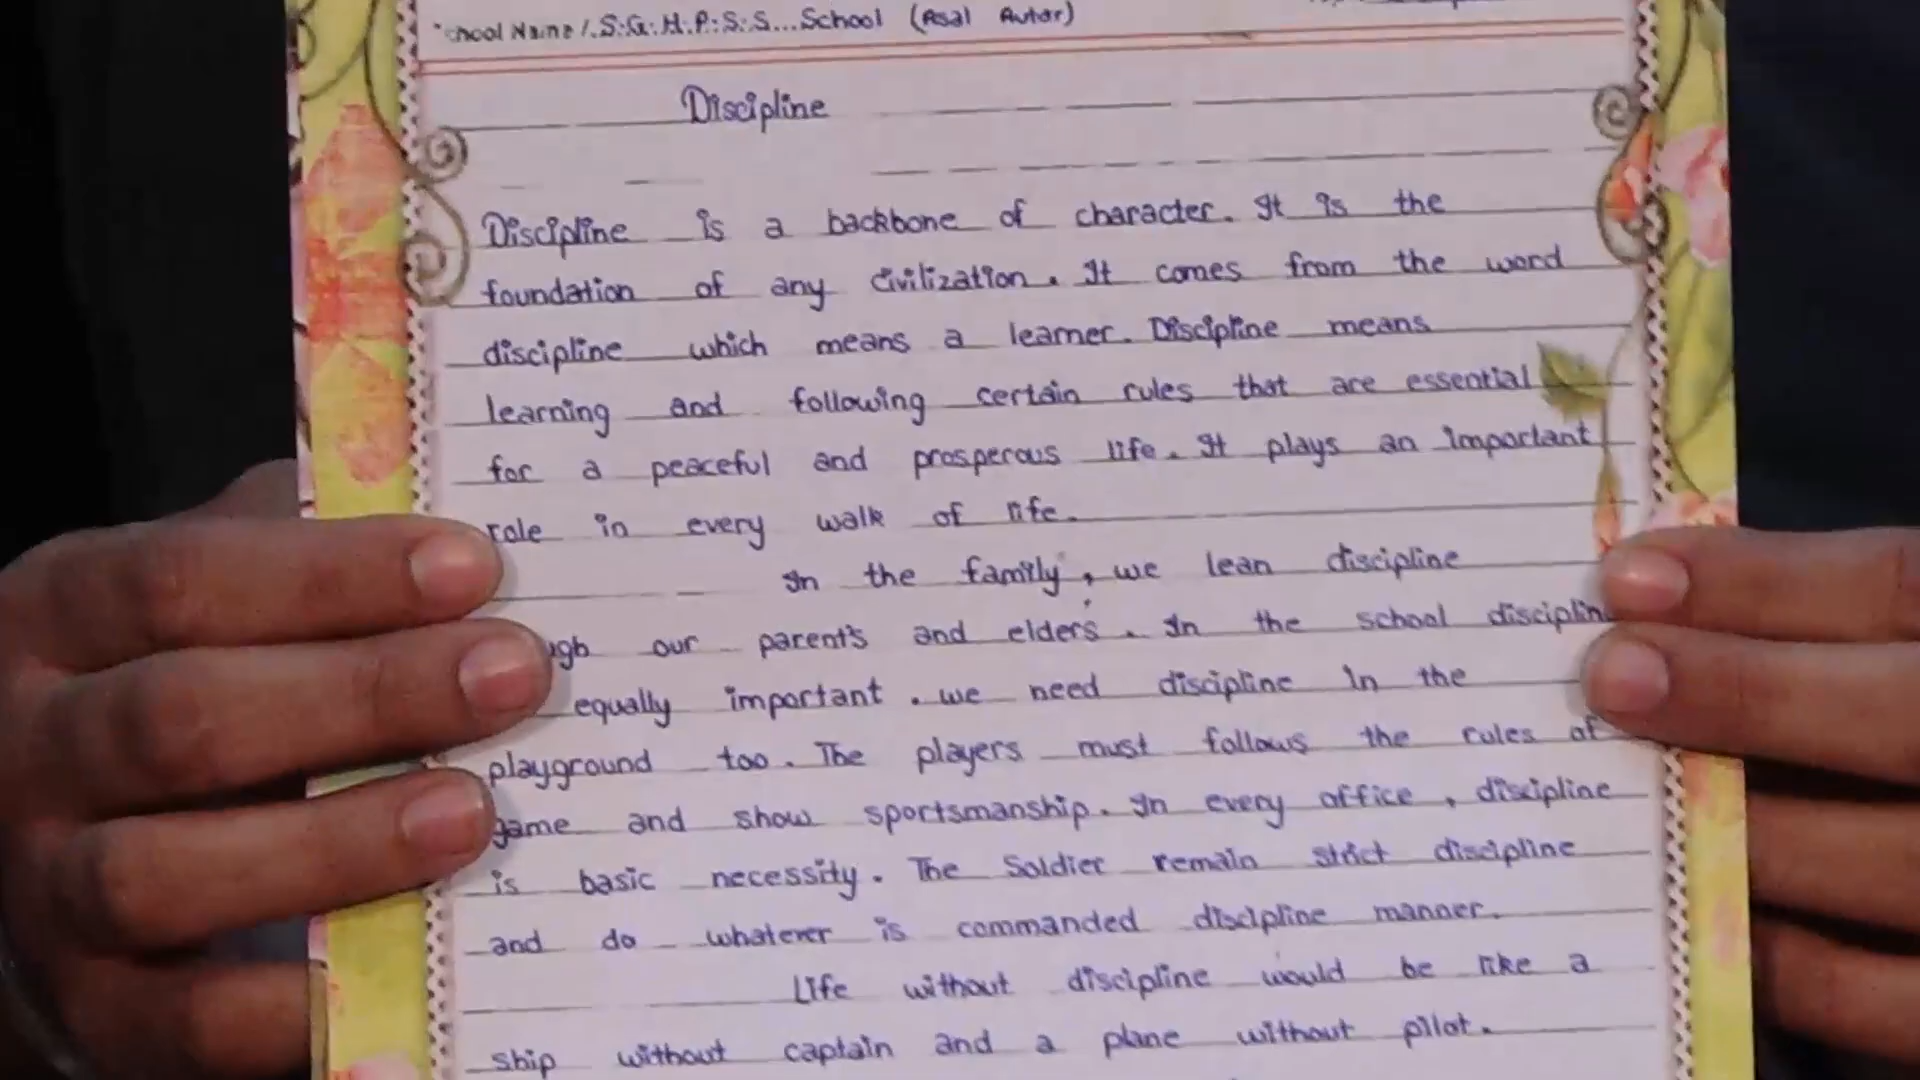 chool Name /. S.G.H.P.S.S... School (Asal Autar)
Discipline
Discipline is a backbone of character. It is the
foundation of any civilization. It comes from the word
discipline which means a learner. Discipline means
learning and following certain rules that are essential
for a peaceful and prosperous life. It plays an important
role in every walk of life.
In the family, we lean discipline
ugh our parent's and elders. In the school disciplin
equally important. we need discipline in the
playground too. The players must follows the rules of
game and show sportsmanship. In every office, discipline
is basic necessity. The Soldier remain strict discipline
and do whatever is commanded discipline manner.
Life without discipline would be like a
ship without captain and a plane without pilot.